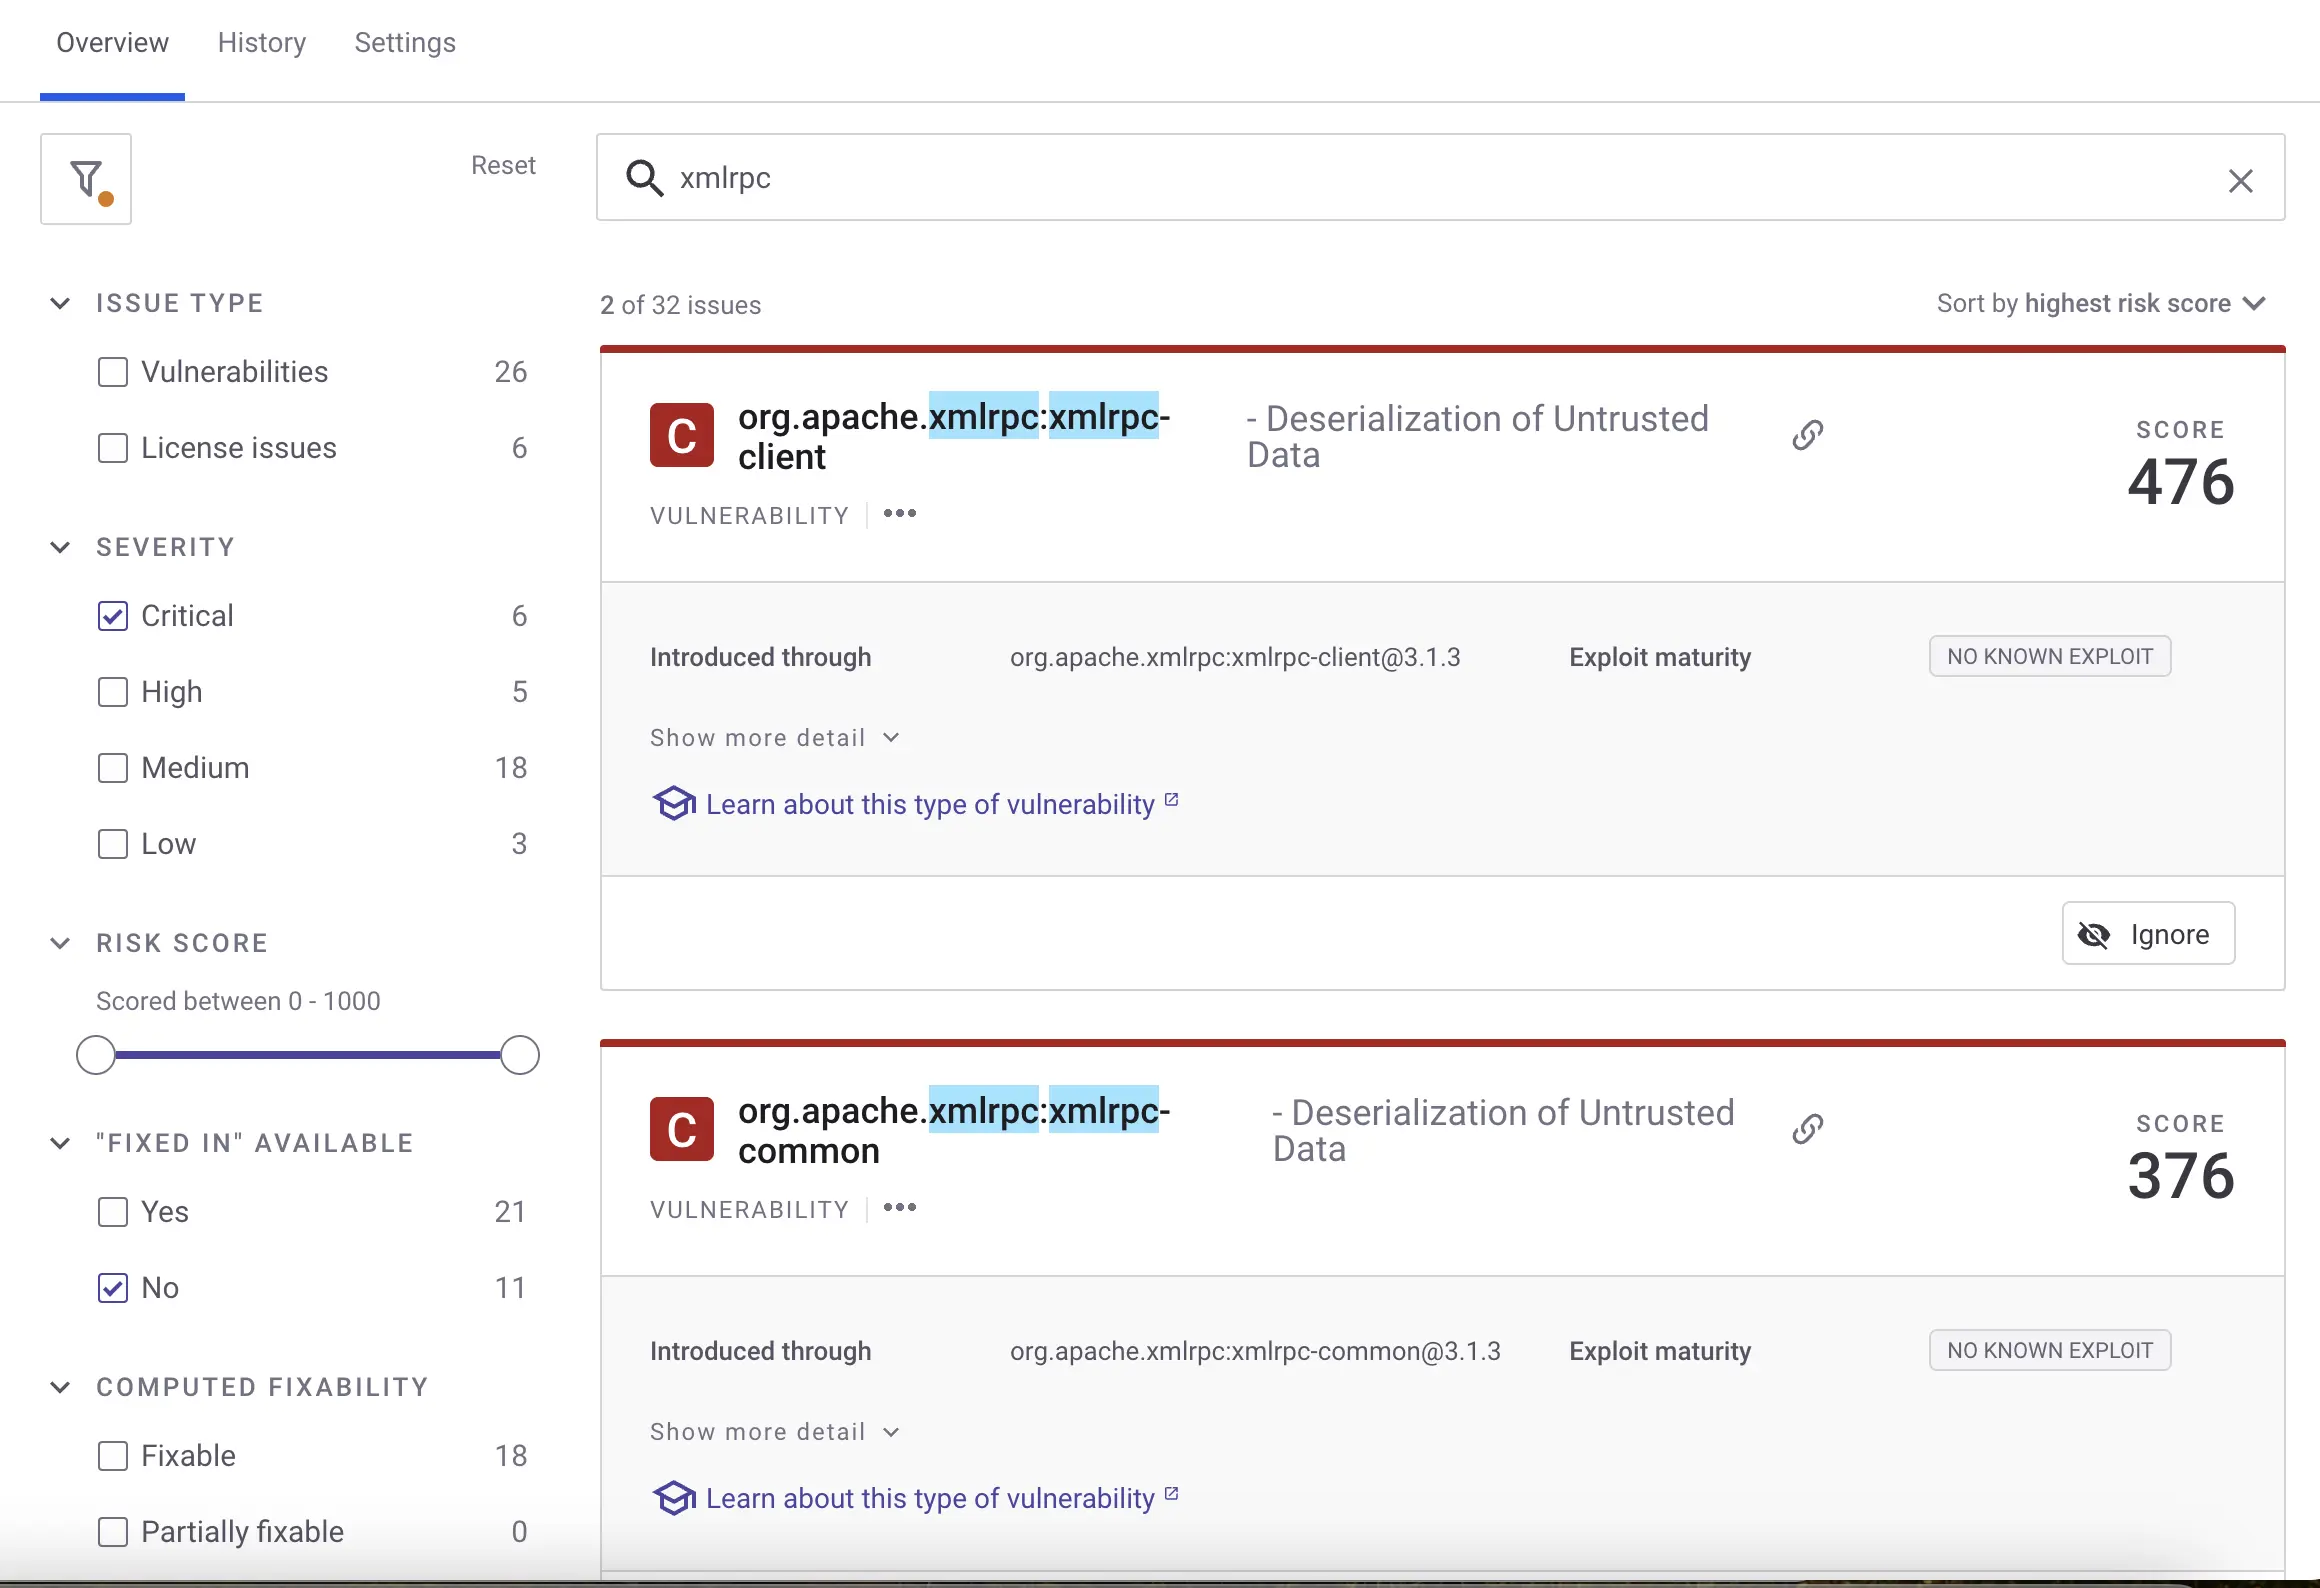 Overview History Settings
Reset
xmlrpc
ISSUE TYPE
Vulnerabilities 26
License issues 6
SEVERITY
Critical 6
High 5
Medium 18
Low 3
RISK SCORE
Scored between 0 - 1000
"FIXED IN" AVAILABLE
Yes 21
No 11
COMPUTED FIXABILITY
Fixable 18
Partially fixable 0
2 of 32 issues
Sort by highest risk score
C
org.apache.xmlrpc:xmlrpc-
client
- Deserialization of Untrusted
Data
SCORE
476
VULNERABILITY
Introduced through org.apache.xmlrpc:xmlrpc-client@3.1.3 Exploit maturity NO KNOWN EXPLOIT
Show more detail
Learn about this type of vulnerability
Ignore
C
org.apache.xmlrpc:xmlrpc-
common
- Deserialization of Untrusted
Data
SCORE
376
VULNERABILITY
Introduced through org.apache.xmlrpc:xmlrpc-common@3.1.3 Exploit maturity NO KNOWN EXPLOIT
Show more detail
Learn about this type of vulnerability